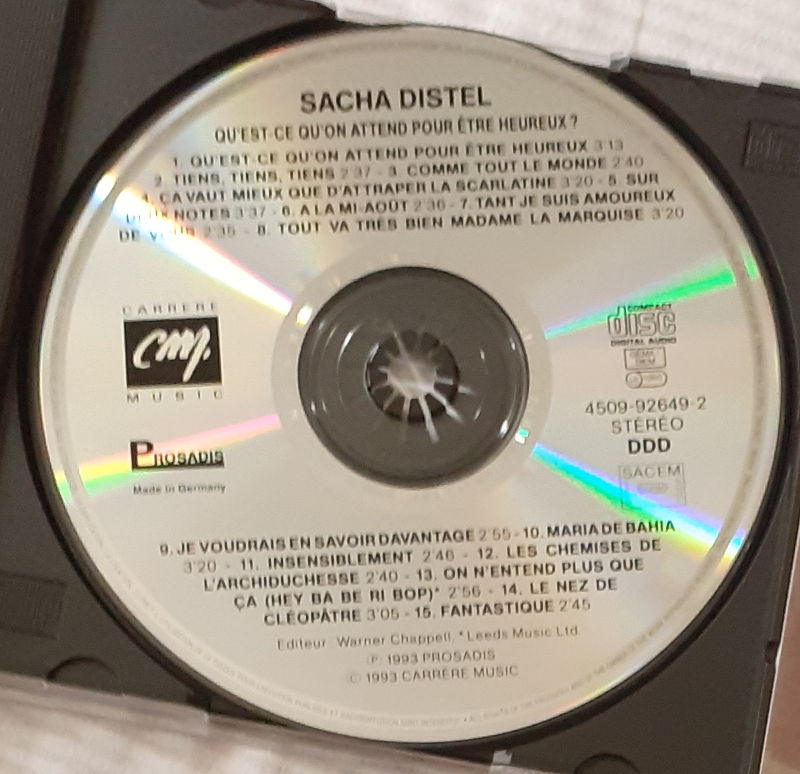 SACHA DISTEL
QU'EST-CE QU'ON ATTEND POUR ÊTRE HEUREUX ?
1. QU'EST-CE QU'ON ATTEND POUR ÊTRE HEUREUX 3'13
2. TIENS, TIENS, TIENS 2'37 - 3. COMME TOUT LE MONDE 2'40
4. ÇA VAUT MIEUX QUE D'ATTRAPER LA SCARLATINE 3'20 - 5. SUR
DEUX NOTES 3'37 - 6. A LA MI-AOÛT 2'36 - 7. TANT JE SUIS AMOUREUX
DE VOUS 2'35 - 8. TOUT VA TRÈS BIEN MADAME LA MARQUISE 3'20
CARRERE
cm.
MUSIC
PROSADIS
Made in Germany
COMPACT
disc
DIGITAL AUDIO
4509-92649-2
STÉRÉO
DDD
SACEM
9. JE VOUDRAIS EN SAVOIR DAVANTAGE 2'55 - 10. MARIA DE BAHIA
3'20 - 11. INSENSIBLEMENT 2'46 - 12. LES CHEMISES DE
L'ARCHIDUCHESSE 2'40 - 13. ON N'ENTEND PLUS QUE
ÇA (HEY BA BE RI BOP)* 2'56 - 14. LE NEZ DE
CLÉOPÂTRE 3'05 - 15. FANTASTIQUE 2'45
Editeur : Warner Chappell, * Leeds Music Ltd.
℗ 1993 PROSADIS
© 1993 CARRÈRE MUSIC